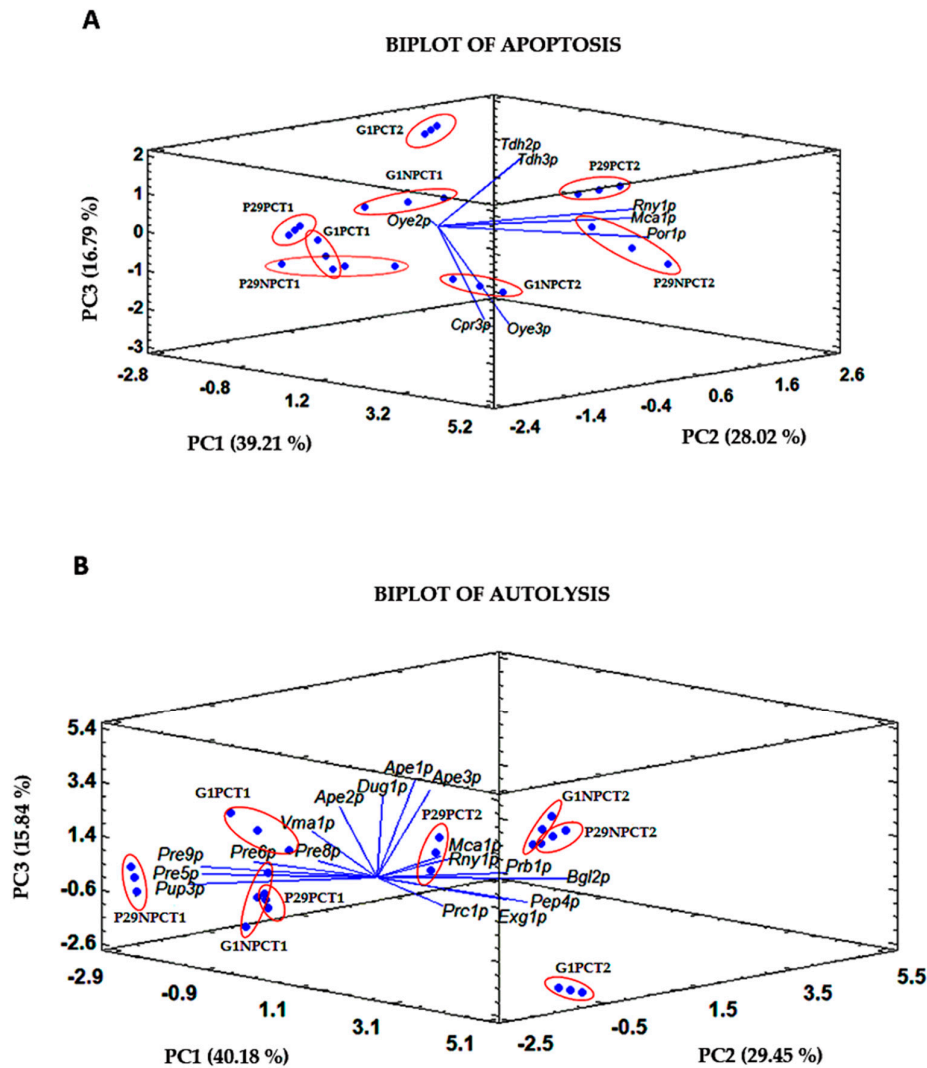 A
BIPLOT OF APOPTOSIS
G1PCT2
Tdh2p
Tdh3p
G1NPCT1
P29PCT2
P29PCT1
Oye2p
Rny1p
Mca1p
Por1p
G1PCT1
P29NPCT1
G1NPCT2
P29NPCT2
Cpr3p
Oye3p
2
1
0
-1
-2
-3
PC3 (16.79 %)
-2.8
-0.8
1.2
3.2
5.2
PC1 (39.21 %)
-2.4
-1.4
-0.4
0.6
1.6
2.6
PC2 (28.02 %)
B
BIPLOT OF AUTOLYSIS
5.4
3.4
1.4
-0.6
-2.6
PC3 (15.84 %)
G1PCT1
Ape1p
Ape3p
Dug1p
Ape2p
Vma1p
P29PCT2
G1NPCT2
P29NPCT2
Mca1p
Rny1p
Pre9p
Pre6p
Pre8p
Pre5p
Pup3p
Prb1p
Bgl2p
P29PCT1
P29NPCT1
G1NPCT1
Prc1p
Pep4p
Exg1p
G1PCT2
-2.9
-0.9
1.1
3.1
5.1
PC1 (40.18 %)
-2.5
-0.5
1.5
3.5
5.5
PC2 (29.45 %)